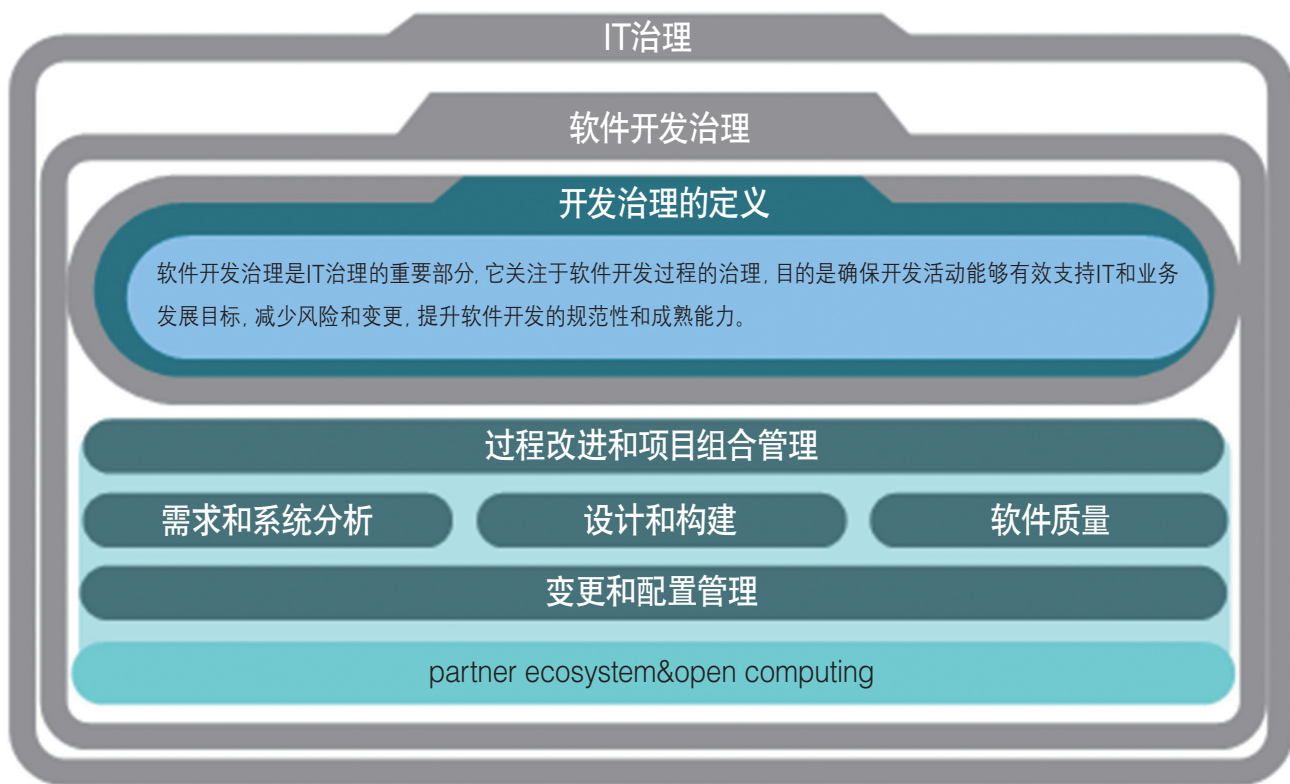 IT治理
软件开发治理
开发治理的定义
软件开发治理是IT治理的重要部分, 它关注于软件开发过程的治理, 目的是确保开发活动能够有效支持IT和业务
发展目标, 减少风险和变更, 提升软件开发的规范性和成熟能力。
过程改进和项目组合管理
需求和系统分析
设计和构建
软件质量
变更和配置管理
partner ecosystem&open computing